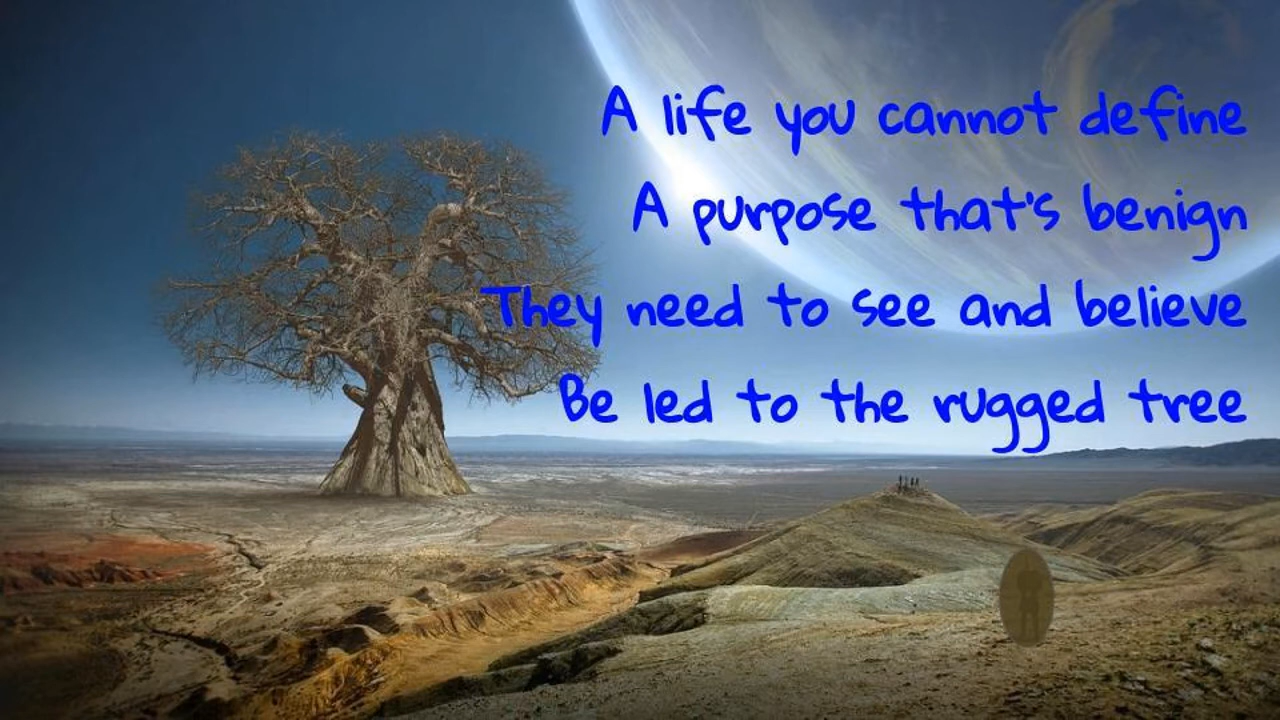 A life you cannot define
A purpose that's benign
They need to see and believe
Be led to the rugged tree